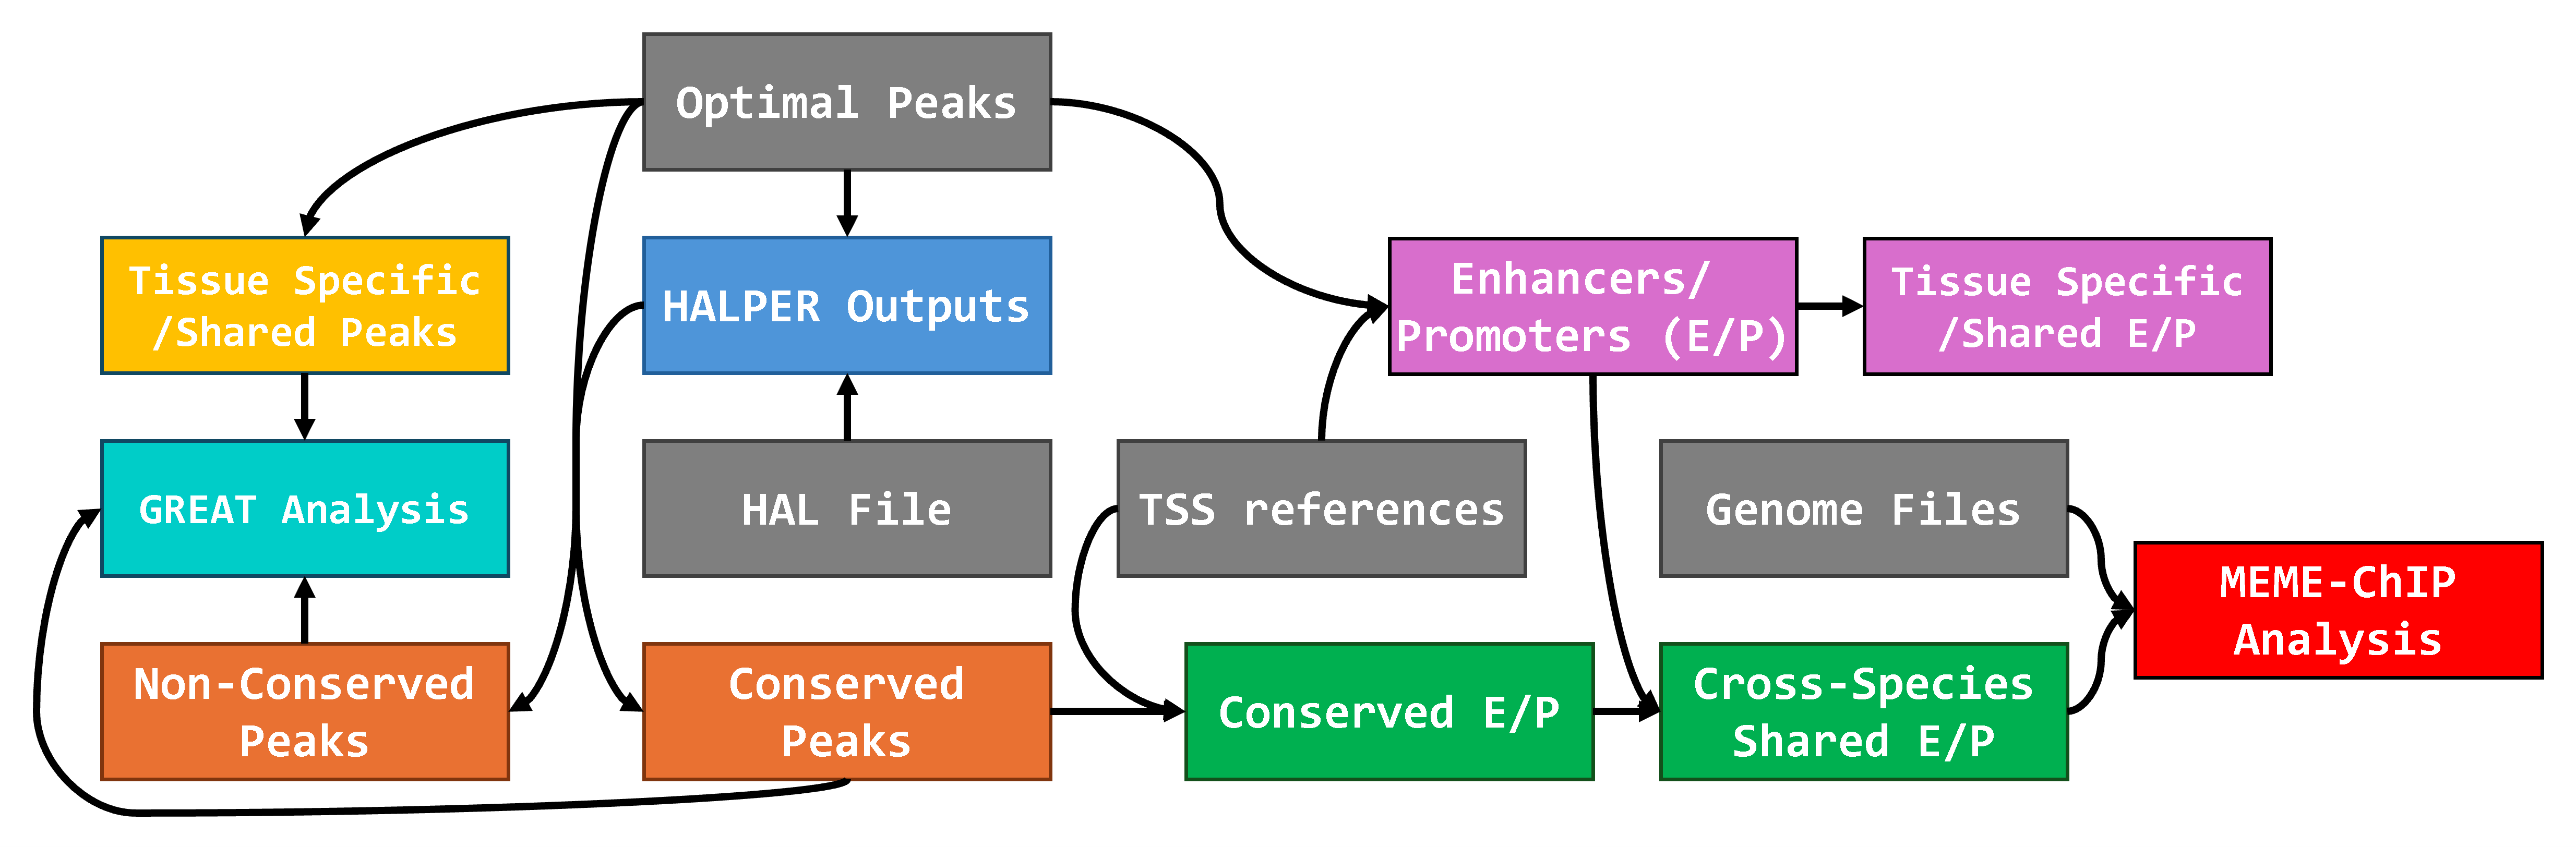 Optimal Peaks
Tissue Specific
/Shared Peaks
HALPER Outputs
Enhancers/
Promoters (E/P)
Tissue Specific
/Shared E/P
GREAT Analysis
HAL File
TSS references
Genome Files
MEME-ChIP
Analysis
Non-Conserved
Peaks
Conserved
Peaks
Conserved E/P
Cross-Species
Shared E/P